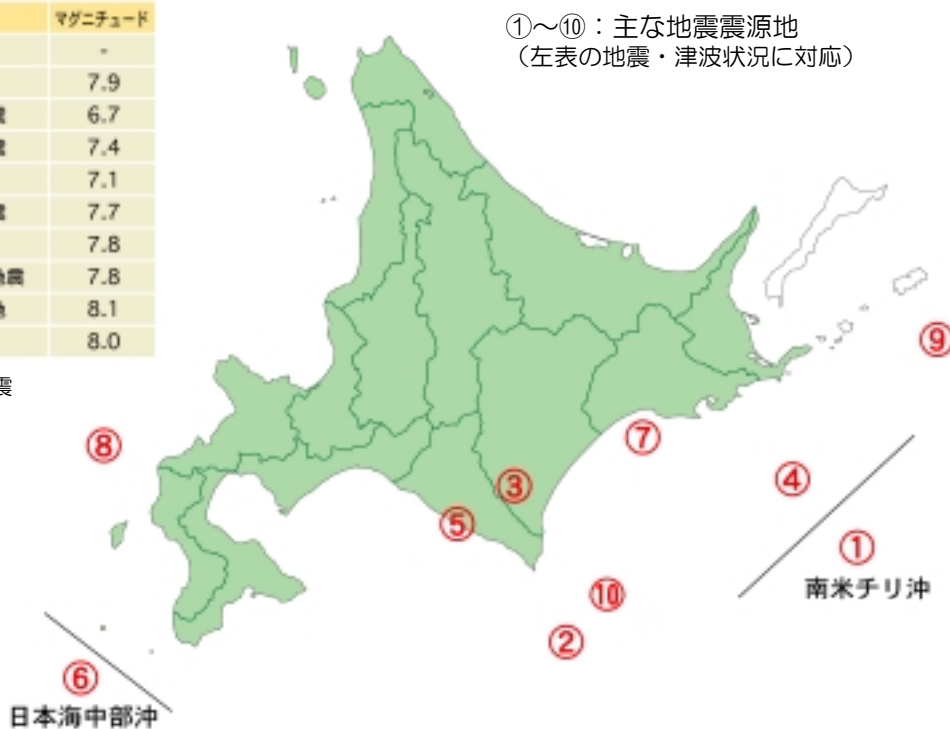 マグニチュード
-
7.9
6.7
7.4
7.1
7.7
7.8
地震 7.8
8.1
8.0
震
①～⑩：主な地震震源地
（左表の地震・津波状況に対応）
⑨
⑧
⑦
④
③
⑤
①
南米チリ沖
⑩
②
⑥
日本海中部沖